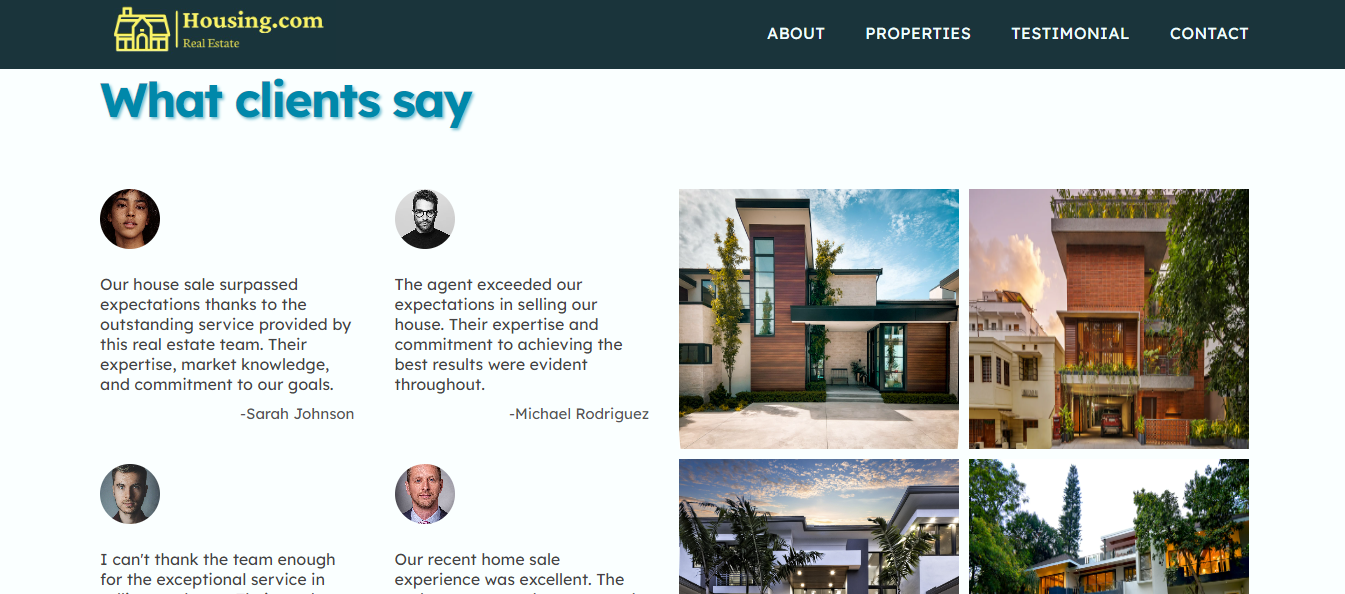 Housing.com
Real Estate
ABOUT PROPERTIES TESTIMONIAL CONTACT
What clients say
Our house sale surpassed
expectations thanks to the
outstanding service provided by
this real estate team. Their
expertise, market knowledge,
and commitment to our goals.
-Sarah Johnson
The agent exceeded our
expectations in selling our
house. Their expertise and
commitment to achieving the
best results were evident
throughout.
-Michael Rodriguez
I can't thank the team enough
for the exceptional service in
Our recent home sale
experience was excellent. The